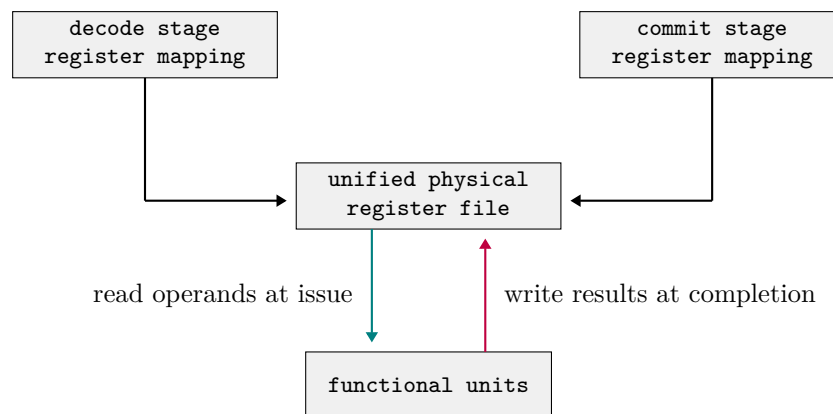 decode stage
register mapping
commit stage
register mapping
unified physical
register file
read operands at issue
write results at completion
functional units